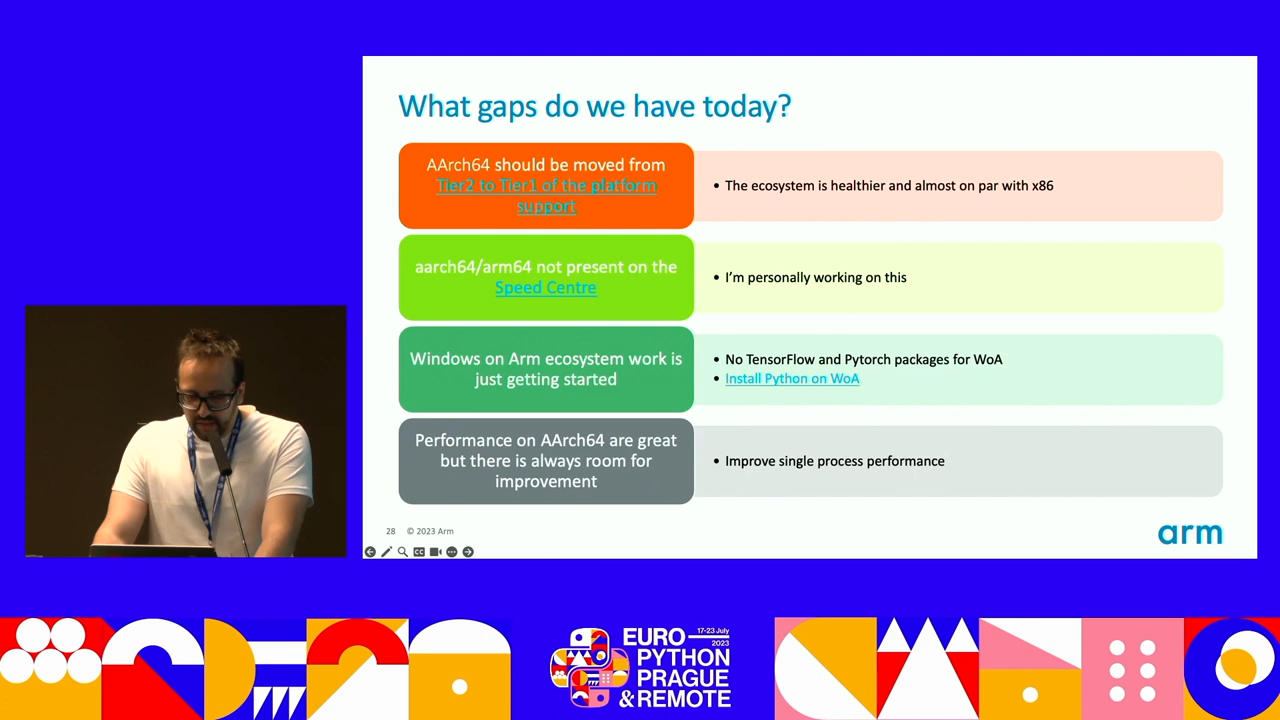 What gaps do we have today?
AArch64 should be moved from
Tier2 to Tier1 of the platform
support
• The ecosystem is healthier and almost on par with x86
aarch64/arm64 not present on the
Speed Centre
• I'm personally working on this
Windows on Arm ecosystem work is
just getting started
• No TensorFlow and Pytorch packages for WoA
• Install Python on WoA
Performance on AArch64 are great
but there is always room for
improvement
• Improve single process performance
28 © 2023 Arm
arm
CC
EURO 17-23 July
2023
PYTHON
PRAGUE
& REMOTE